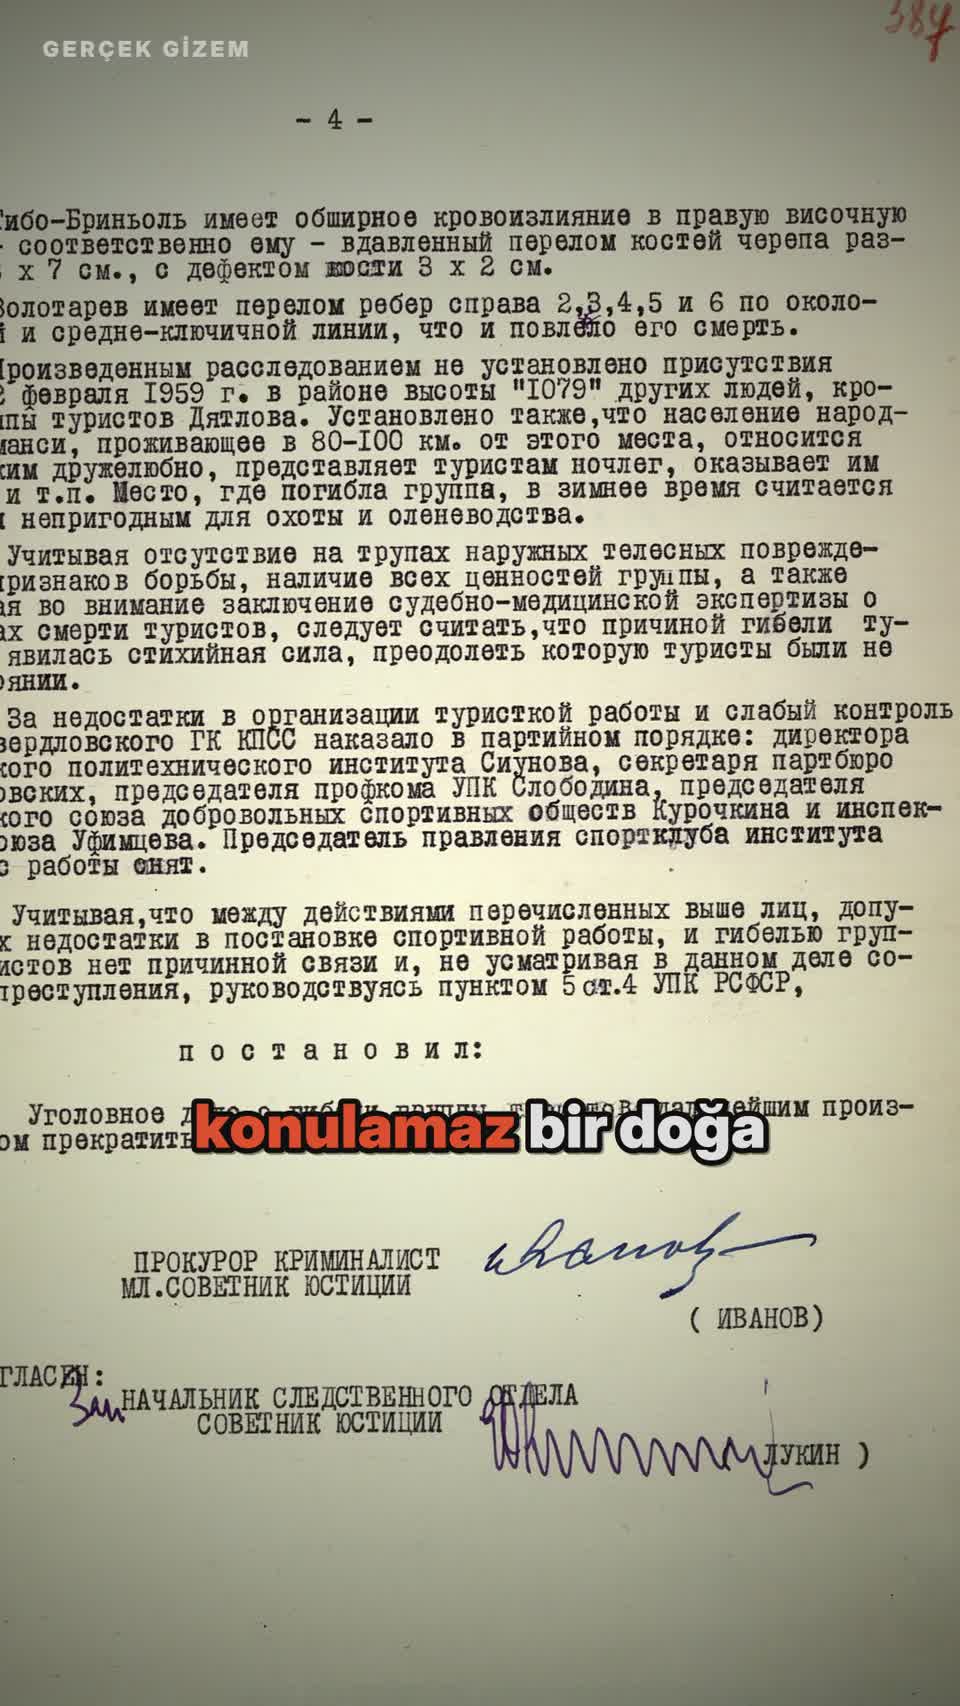 GERÇEK GİZEM
387
- 4 -
Тибо-Бриньоль имеет обширное кровоизлияние в правую височную
- соответственно ему - вдавленный перелом костей черепа раз-
х 7 см., с дефектом кости 3 х 2 см.
Золотарев имеет перелом ребер справа 2,3,4,5 и 6 по около-
й и средне-ключичной линии, что и повлело его смерть.
Произведенным расследованием не установлено присутствия
2 февраля 1959 г. в районе высоты "1079" других людей, кро-
ппы туристов Дятлова. Установлено также,что население народ-
манси, проживающее в 80-100 км. от этого места, относится
ким дружелюбно, представляет туристам ночлег, оказывает им
и т.п. Место, где погибла группа, в зимнее время считается
и непригодным для охоты и оленеводства.
Учитывая отсутствие на трупах наружных телесных поврежде-
признаков борьбы, наличие всех ценностей группы, а также
ая во внимание заключение судебно-медицинской экспертизы о
ах смерти туристов, следует считать,что причиной гибели ту-
явилась стихийная сила, преодолеть которую туристы были не
оянии.
За недостатки в организации туристкой работы и слабый контроль
вердловского ГК КПСС наказало в партийном порядке: директора
кого политехнического института Сиунова, секретаря партбюро
овских, председателя профкома УПК Слободина, председателя
кого союза добровольных спортивных обществ Курочкина и инспек-
оюза Уфимцева. Председатель правления спортклуба института
с работы снят.
Учитывая,что между действиями перечисленных выше лиц, допу-
х недостатки в постановке спортивной работы, и гибелью груп-
истов нет причинной связи и, не усматривая в данном деле со-
преступления, руководствуясь пунктом 5 ст.4 УПК РСФСР,
п о с т а н о в и л:
Уголовное дальнейшим произ-
ом прекратить
konulamaz bir doğa
ПРОКУРОР КРИМИНАЛИСТ
МЛ.СОВЕТНИК ЮСТИЦИИ
( ИВАНОВ)
ГЛАСЕН:
Зам
НАЧАЛЬНИК СЛЕДСТВЕННОГО ОТДЕЛА
СОВЕТНИК ЮСТИЦИИ
( ЛУКИН )